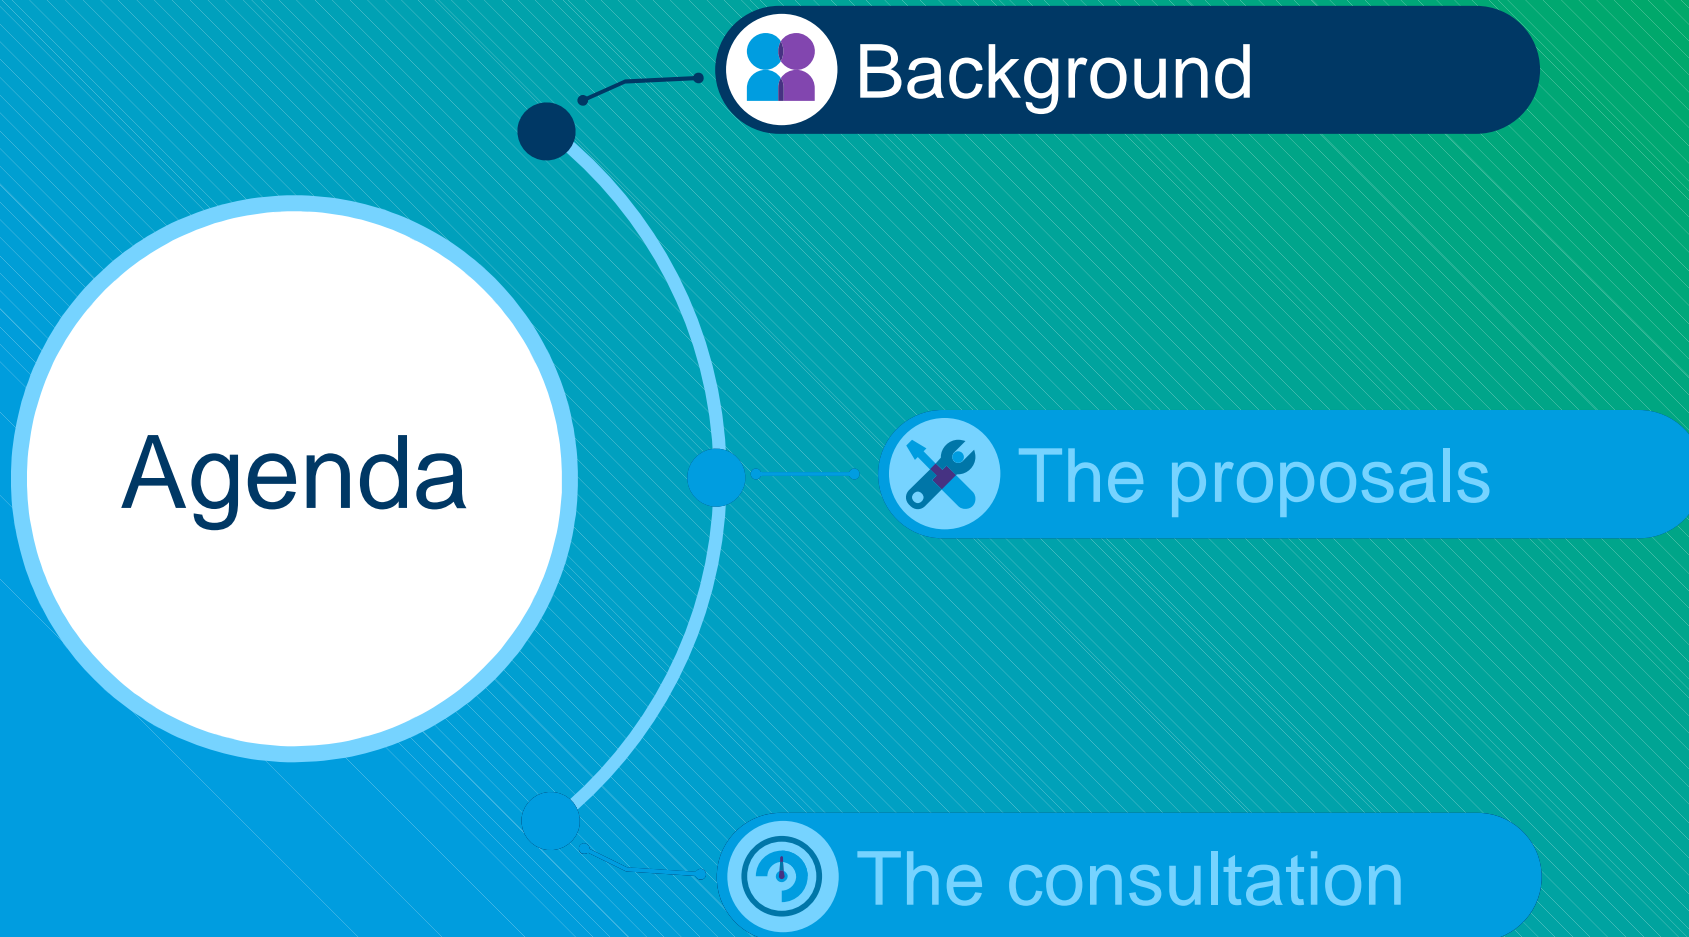 Background
Agenda
The proposals
The consultation